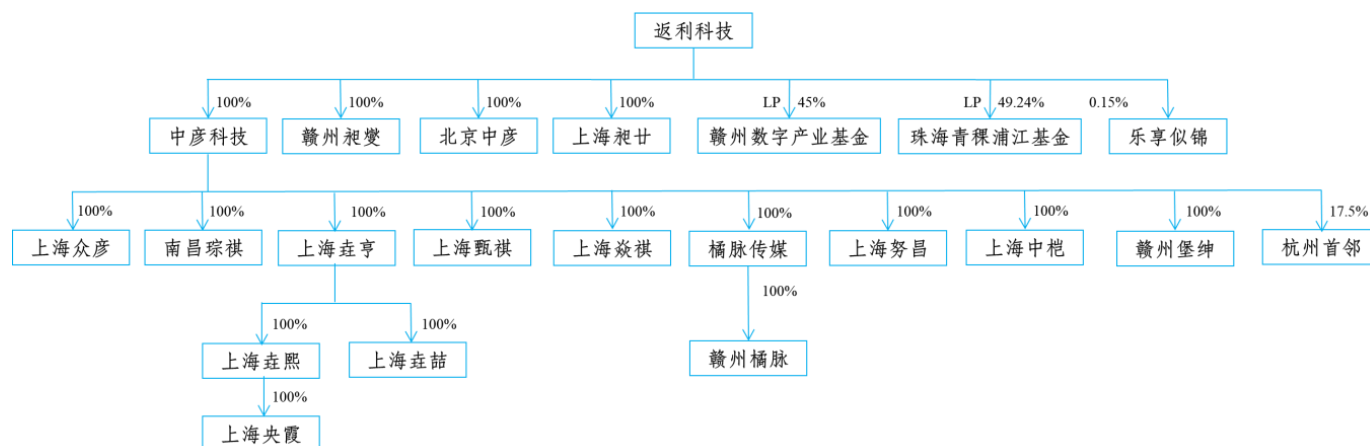 返利科技
100% 100% 100% 100% LP 45% LP 49.24% 0.15%
中彦科技 赣州昶燮 北京中彦 上海昶廿 赣州数字产业基金 珠海青稞浦江基金 乐享似锦
100% 100% 100% 100% 100% 100% 100% 100% 100% 17.5%
上海众彦 南昌琮祺 上海垚亨 上海甄祺 上海焱祺 橘脉传媒 上海努昌 上海中桤 赣州堡绅 杭州首邻
100% 100% 100%
上海垚熙 上海垚喆 赣州橘脉
100%
上海央霞